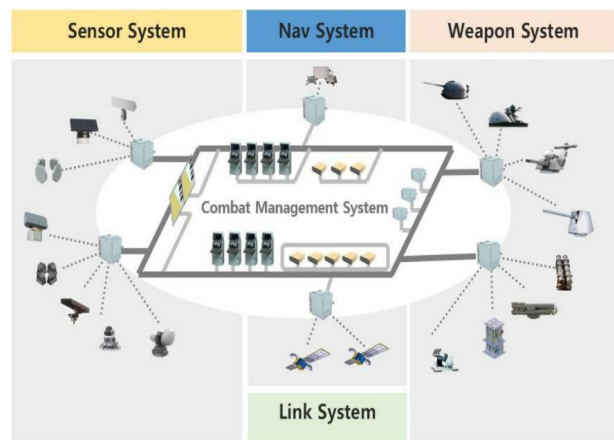 Sensor System
Nav System
Weapon System
Combat Management System
Link System